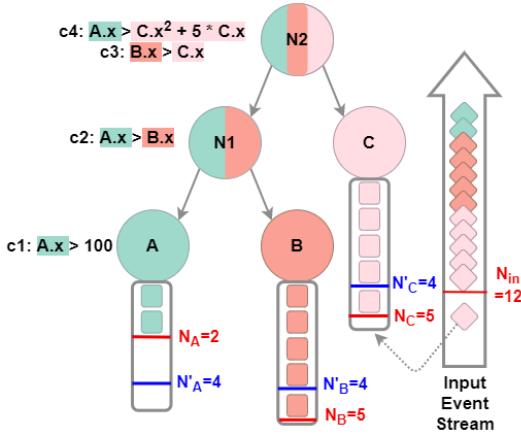 c4: A.x > C.x² + 5 * C.x
c3: B.x > C.x
N2
c2: A.x > B.x
N1
C
c1: A.x > 100
A
B
N'C=4
NC=5
Nin
=12
NA=2
N'A=4
N'B=4
NB=5
Input
Event
Stream